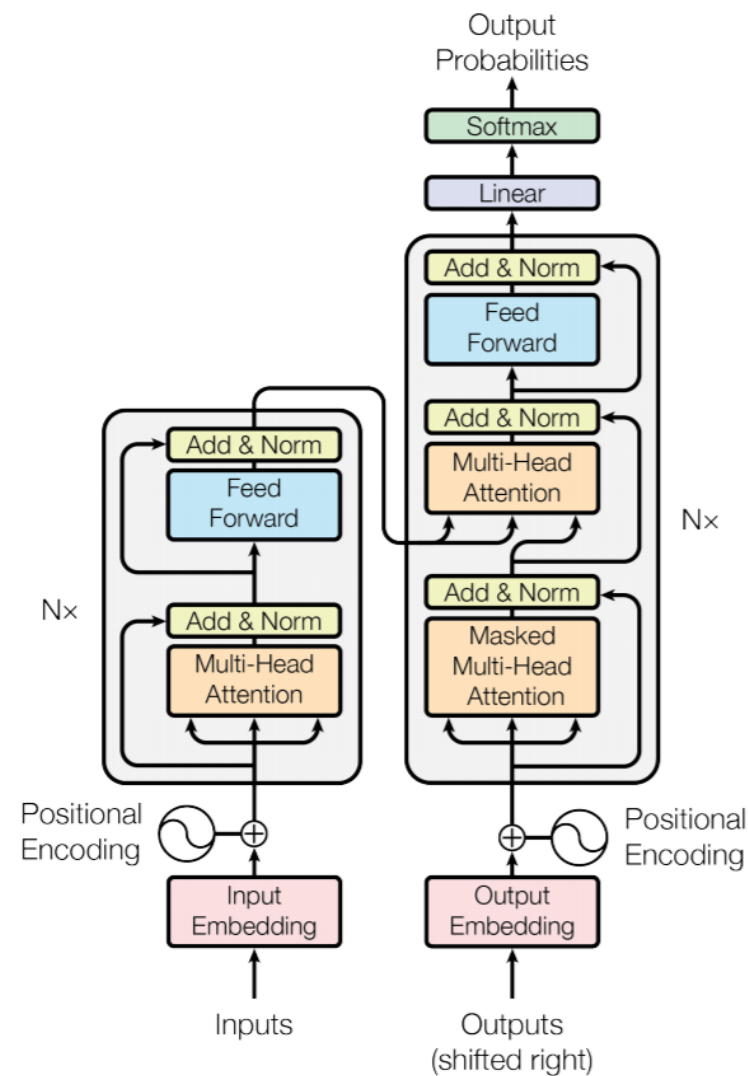 Output
Probabilities
Softmax
Linear
Add & Norm
Feed
Forward
Add & Norm
Multi-Head
Attention
Add & Norm
Feed
Forward
N×
N×
Add & Norm
Masked
Multi-Head
Attention
Add & Norm
Multi-Head
Attention
Positional
Encoding
Positional
Encoding
Input
Embedding
Output
Embedding
Inputs
Outputs
(shifted right)